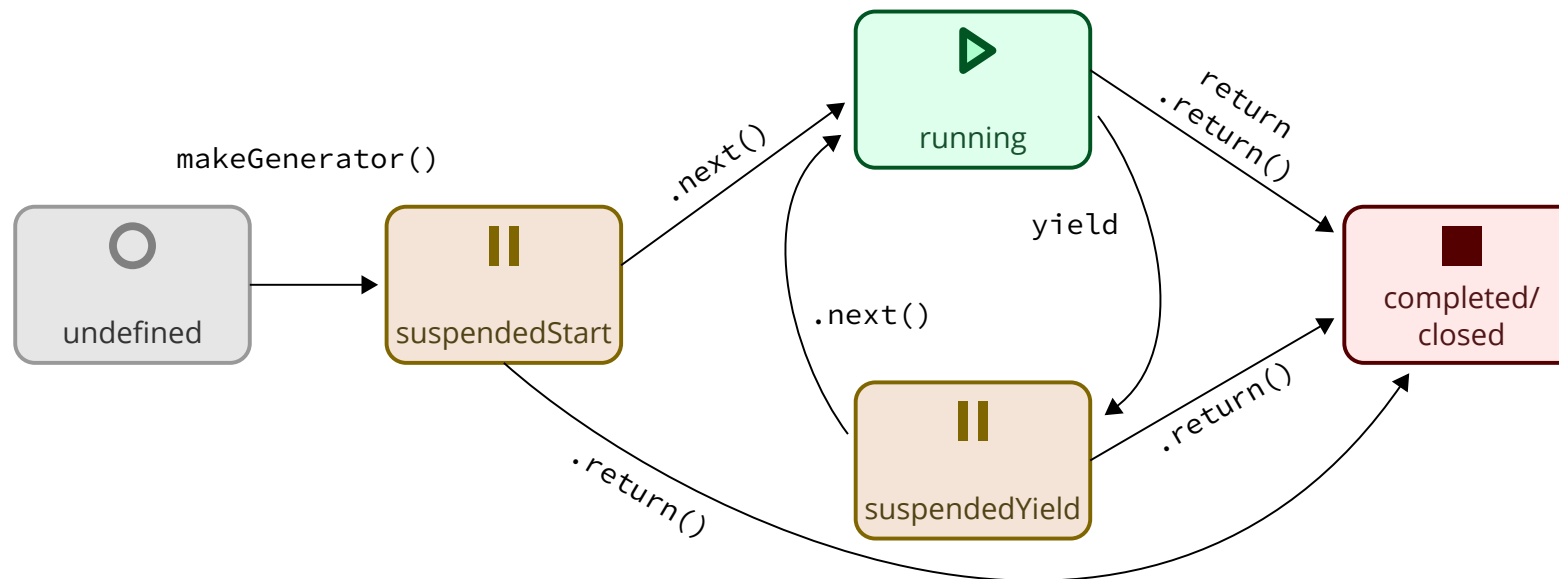 makeGenerator()
undefined
suspendedStart
.next()
running
return
.return()
yield
.next()
suspendedYield
.return()
completed/
closed
.return()